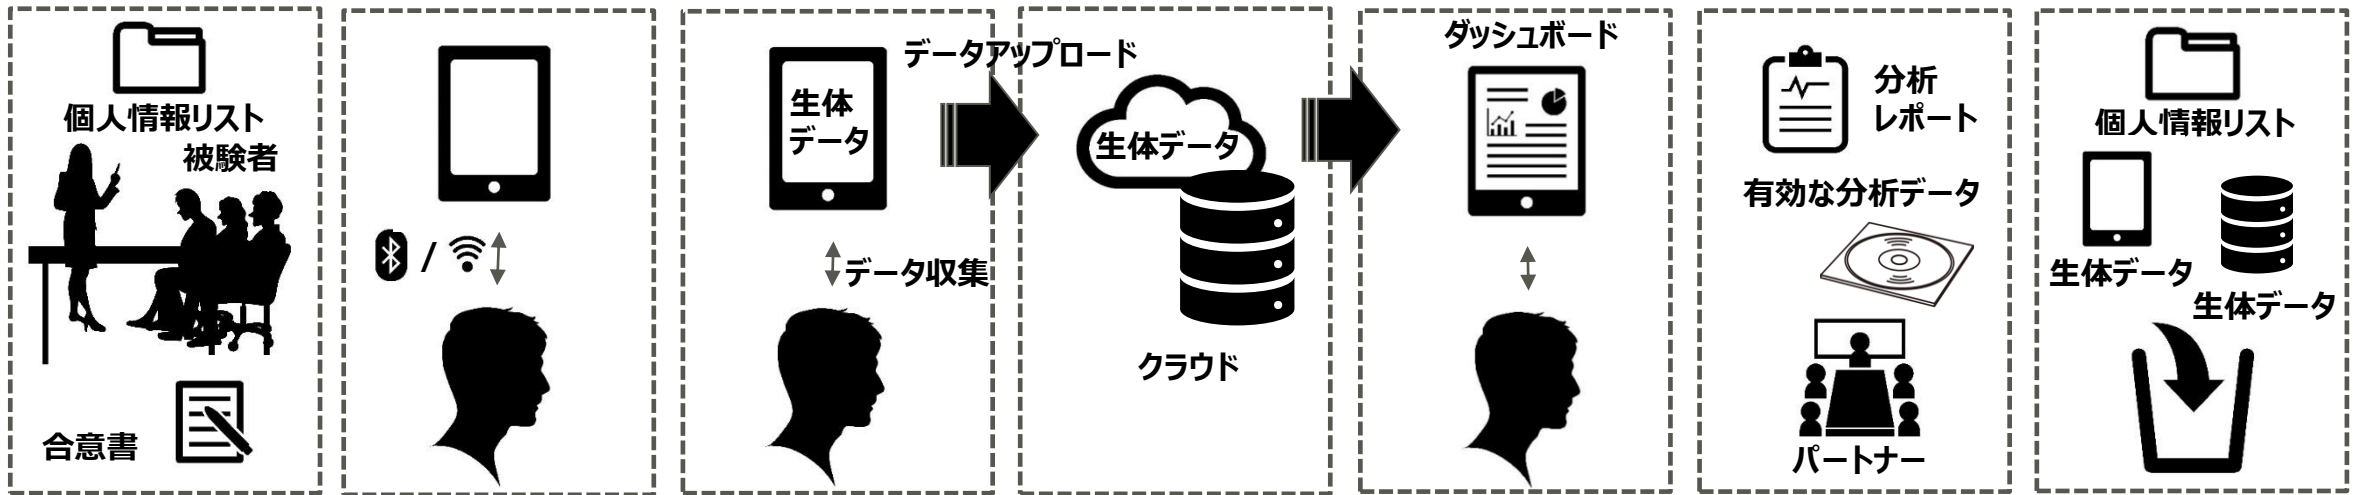 個人情報リスト
被験者
合意書
/
生体
データ
データ収集
データアップロード
生体データ
クラウド
ダッシュボード
分析
レポート
有効な分析データ
パートナー
個人情報リスト
生体データ
生体データ